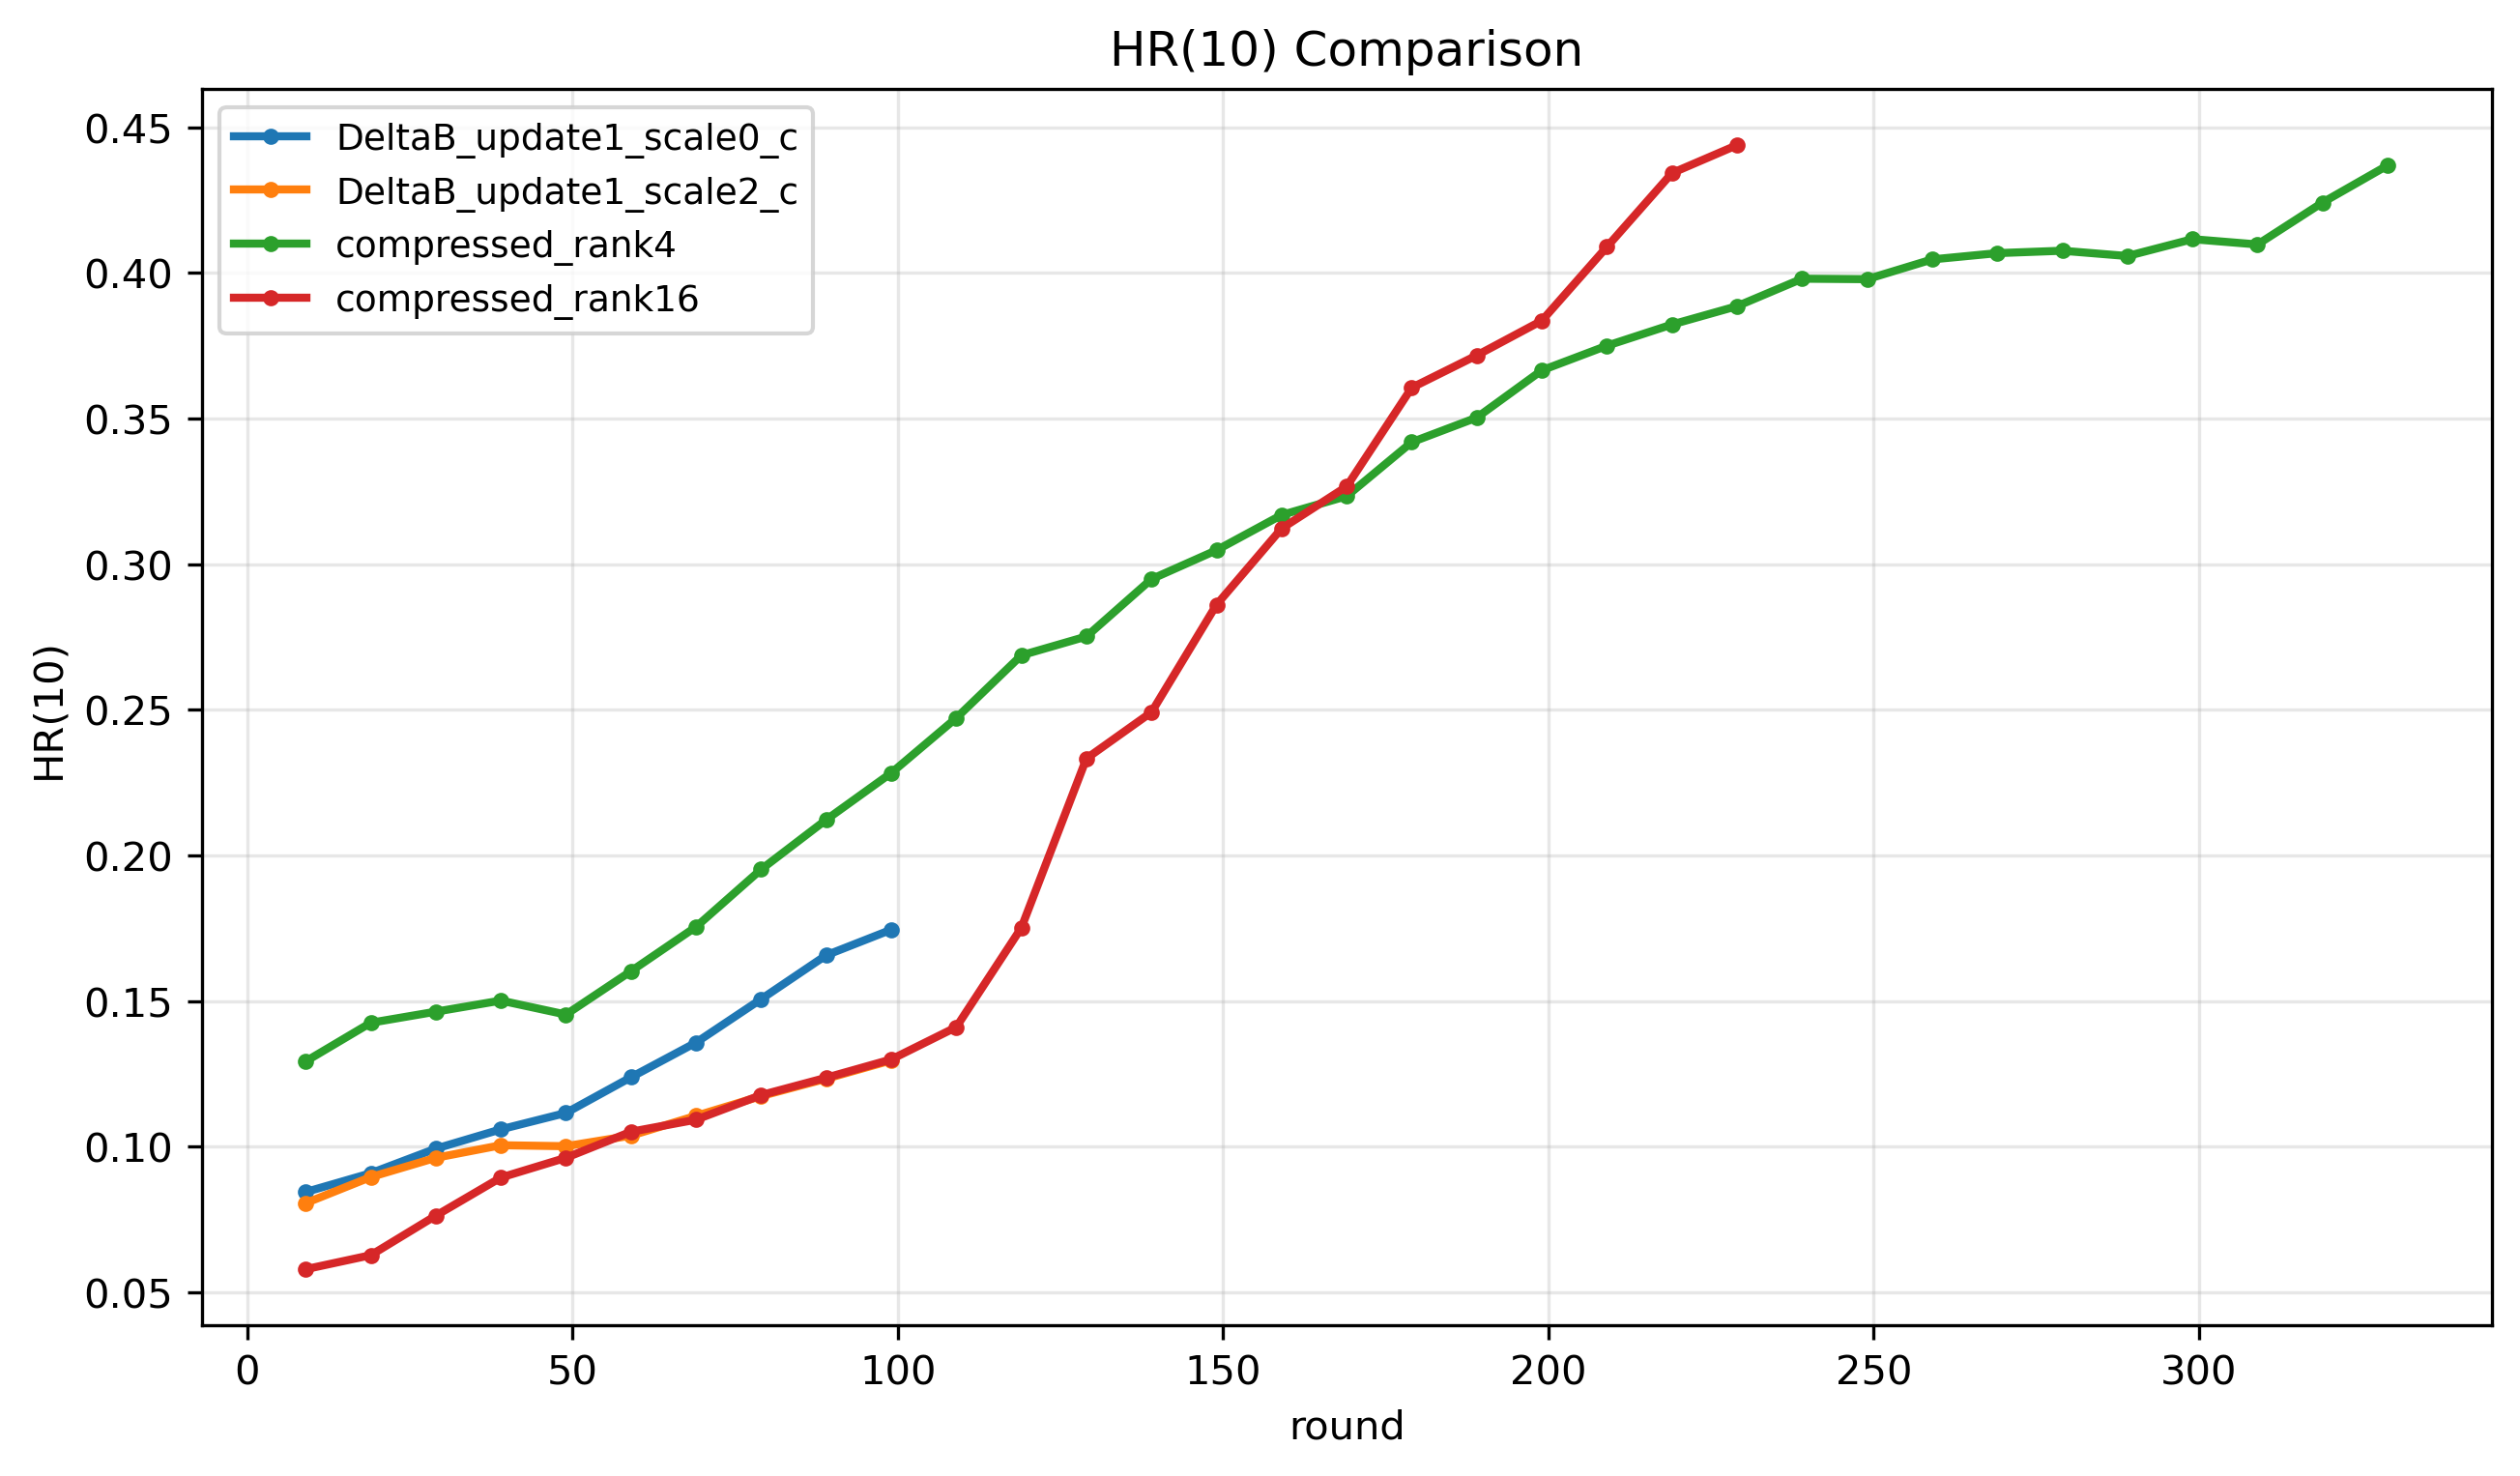 HR(10) Comparison
DeltaB_update1_scale0_c
DeltaB_update1_scale2_c
compressed_rank4
compressed_rank16
HR(10)
0.45
0.40
0.35
0.30
0.25
0.20
0.15
0.10
0.05
0 50 100 150 200 250 300
round